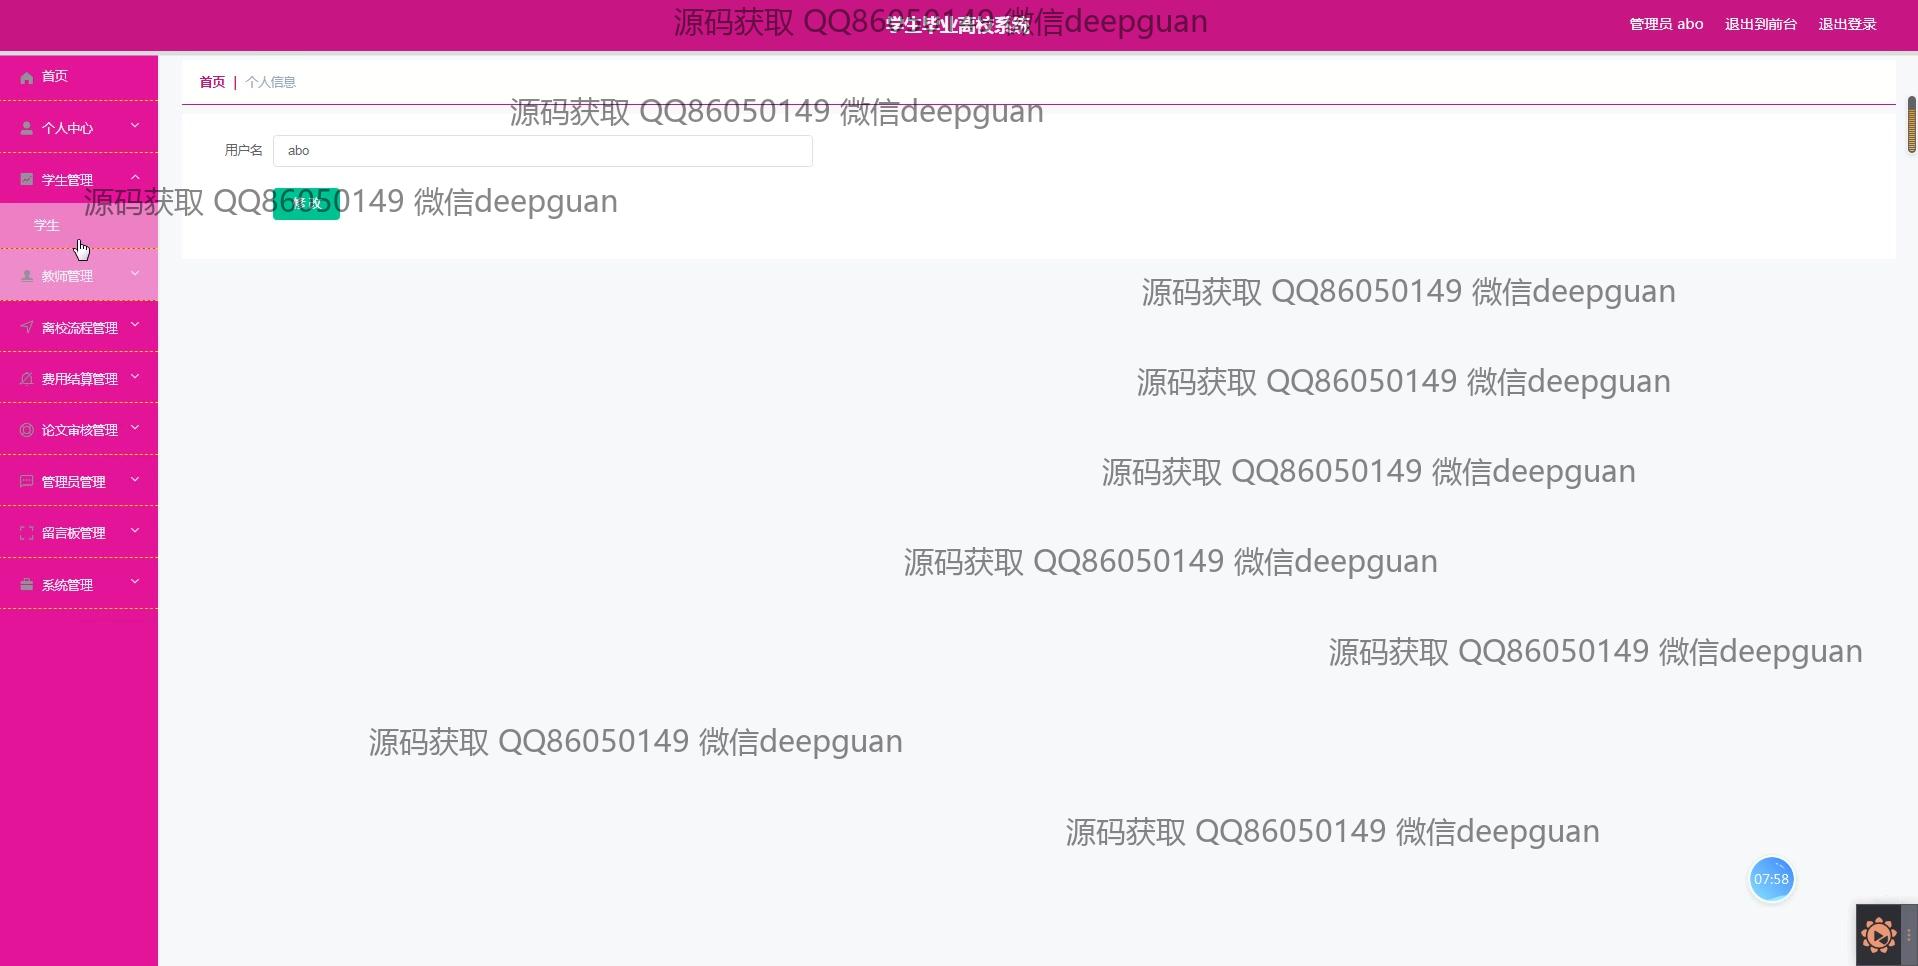 学生毕业离校系统
源码获取 QQ86050149 微信deepguan
管理员 abo 退出到前台 退出登录
首页
首页 | 个人信息
源码获取 QQ86050149 微信deepguan
个人中心
用户名 abo
学生管理
源码获取 QQ86050149 微信deepguan
修改
学生
教师管理
源码获取 QQ86050149 微信deepguan
离校流程管理
费用结算管理
源码获取 QQ86050149 微信deepguan
论文审核管理
源码获取 QQ86050149 微信deepguan
管理员管理
留言板管理
源码获取 QQ86050149 微信deepguan
系统管理
源码获取 QQ86050149 微信deepguan
源码获取 QQ86050149 微信deepguan
源码获取 QQ86050149 微信deepguan
07:58